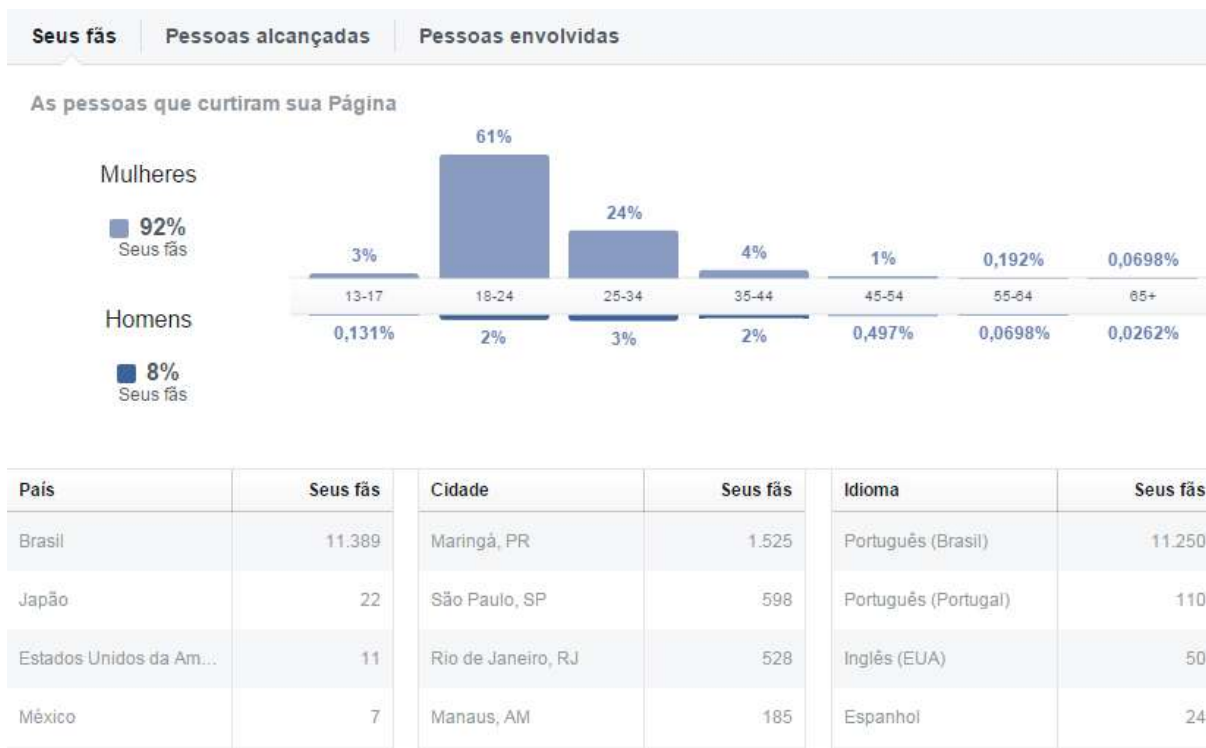 Seus fãs Pessoas alcançadas Pessoas envolvidas
As pessoas que curtiram sua Página
Mulheres
92%
Seus fãs
3% 61% 24% 4% 1% 0,192% 0,0698%
13-17 18-24 25-34 35-44 45-54 55-64 65+
Homens
8%
Seus fãs
0,131% 2% 3% 2% 0,497% 0,0698% 0,0262%
País Seus fãs Cidade Seus fãs Idioma Seus fãs
Brasil 11.389 Maringá, PR 1.525 Português (Brasil) 11.250
Japão 22 São Paulo, SP 598 Português (Portugal) 110
Estados Unidos da Am... 11 Rio de Janeiro, RJ 528 Inglês (EUA) 50
México 7 Manaus, AM 185 Espanhol 24